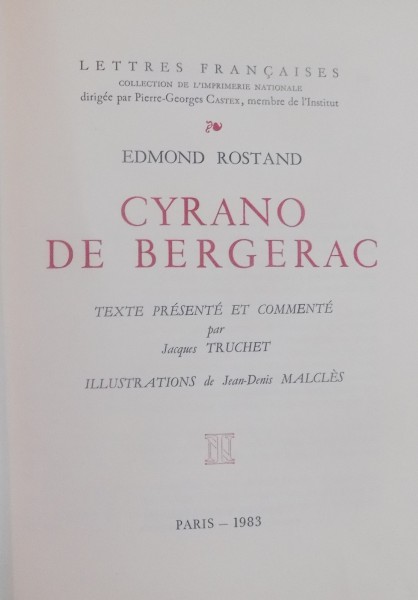 LETTRES FRANÇAISES
COLLECTION DE L'IMPRIMERIE NATIONALE
dirigée par Pierre-Georges CASTEX, membre de l'Institut
EDMOND ROSTAND
CYRANO
DE BERGERAC
TEXTE PRÉSENTÉ ET COMMENTÉ
par
Jacques TRUCHET
ILLUSTRATIONS de Jean-Denis MALCLÈS
PARIS – 1983